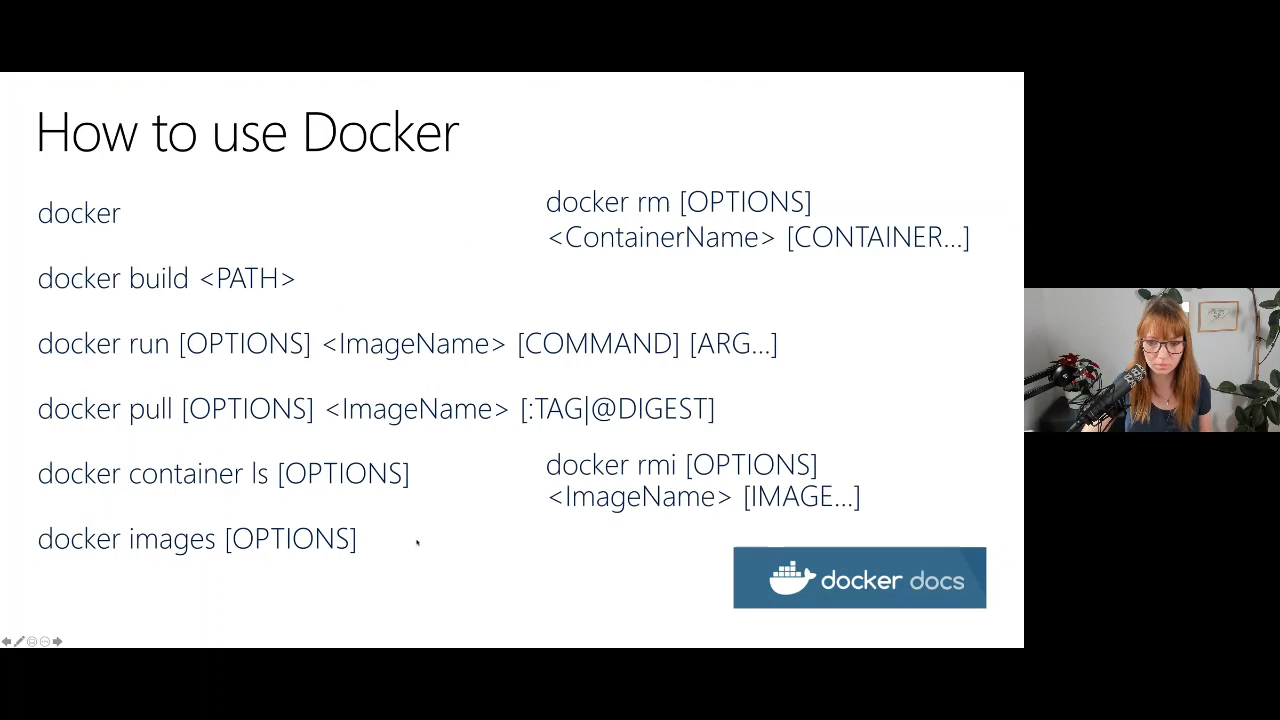 How to use Docker
docker
docker build <PATH>
docker run [OPTIONS] <ImageName> [COMMAND] [ARG...]
docker pull [OPTIONS] <ImageName> [:TAG|@DIGEST]
docker container ls [OPTIONS]
docker images [OPTIONS]
docker rm [OPTIONS]
<ContainerName> [CONTAINER...]
docker rmi [OPTIONS]
<ImageName> [IMAGE...]
docker docs